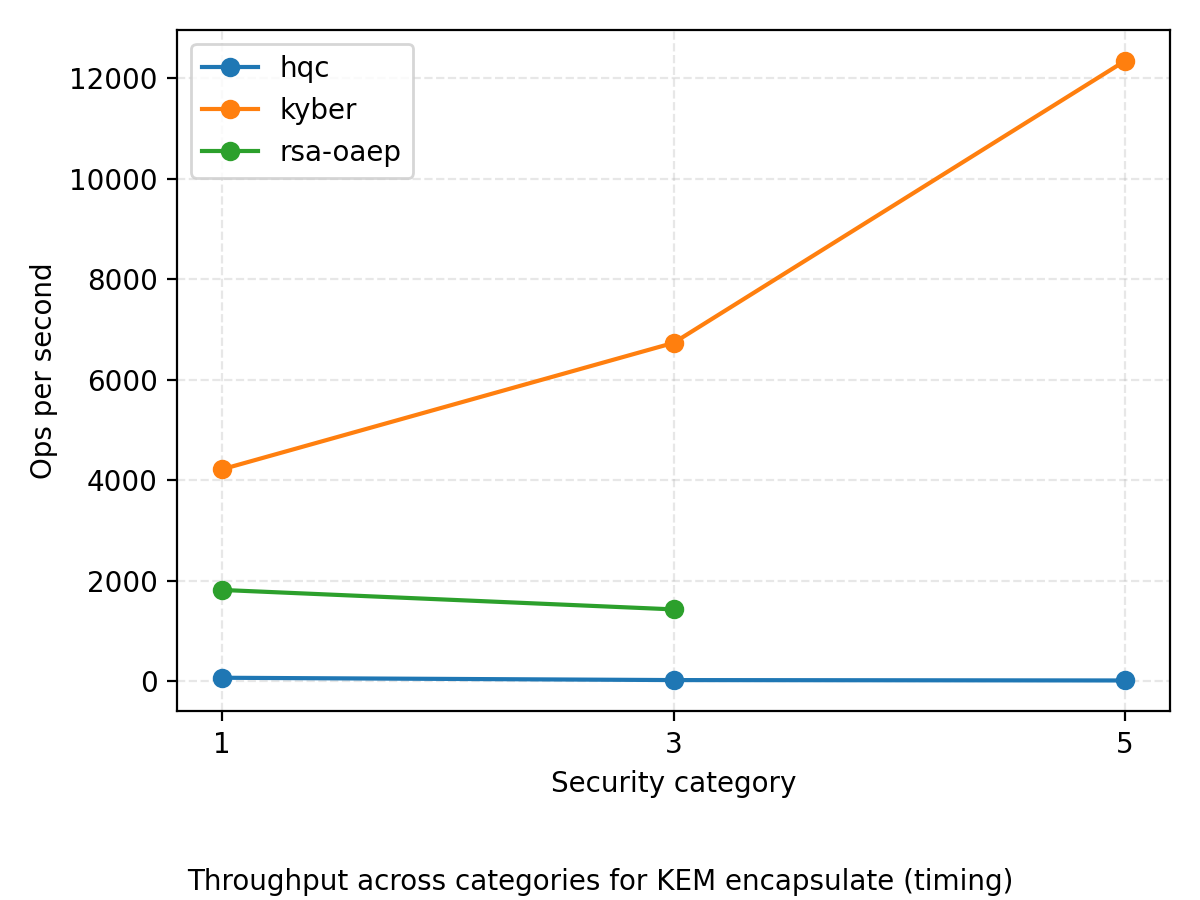 hqc
kyber
rsa-oaep
12000
10000
8000
6000
4000
2000
0
Ops per second
1 3 5
Security category
Throughput across categories for KEM encapsulate (timing)